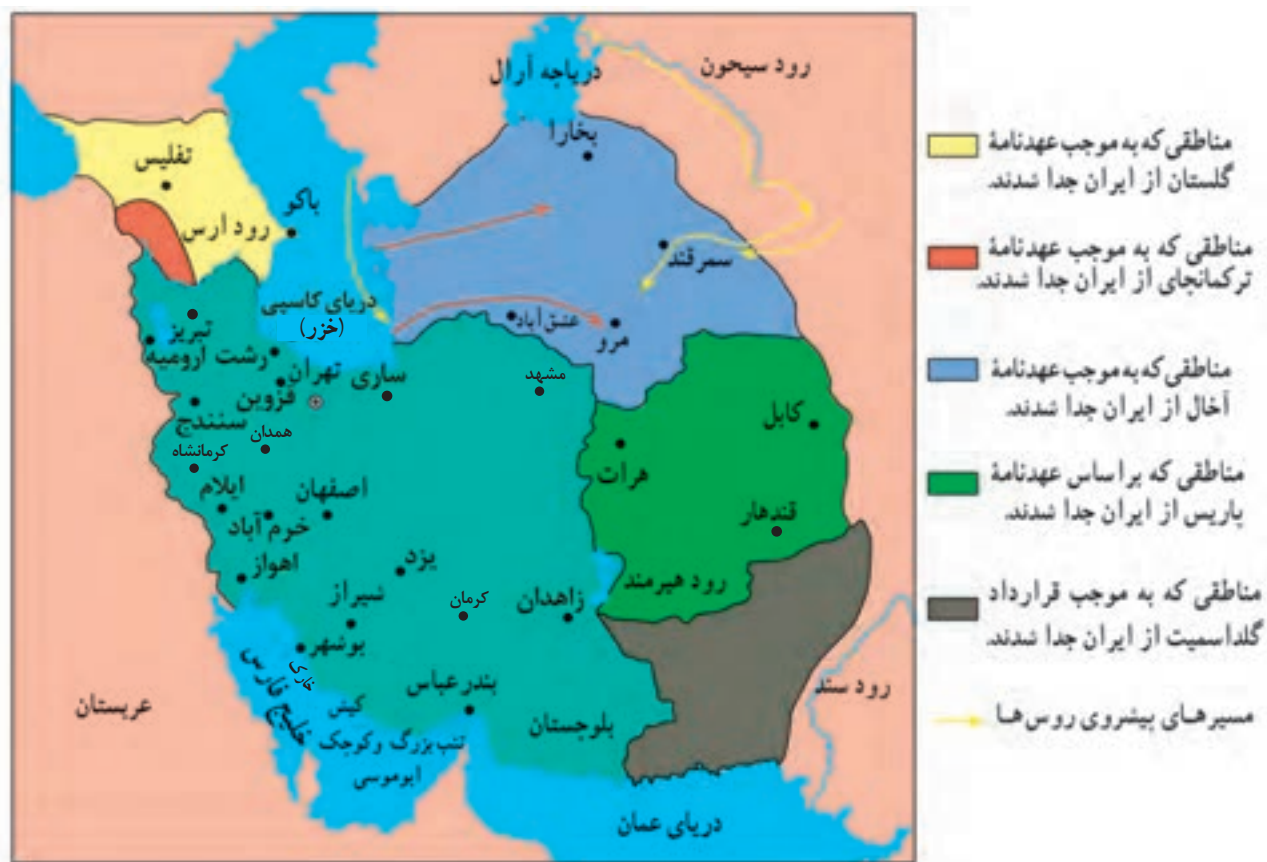 دریاچه آرال
رود سیحون
بخارا
تفلیس
باکو
رود ارس
سمرقند
دریای کاسپی
(خزر)
عشق آباد
مرو
تبریز
ارومیه
رشت
تهران
قزوین
ساری
مشهد
سنندج
همدان
کرمانشاه
کابل
هرات
ایلام
خرم آباد
اصفهان
قندهار
اهواز
یزد
رود هیرمند
شیراز
کرمان
زاهدان
بوشهر
خارک
خلیج فارس
عربستان
کیش
بندرعباس
بلوچستان
رود سند
تنب بزرگ و کوچک
ابوموسی
دریای عمان
مناطقی که به موجب عهدنامهٔ
گلستان از ایران جدا شدند.
مناطقی که به موجب عهدنامهٔ
ترکمانچای از ایران جدا شدند.
مناطقی که به موجب عهدنامهٔ
آخال از ایران جدا شدند.
مناطقی که بر اساس عهدنامهٔ
پاریس از ایران جدا شدند.
مناطقی که به موجب قرارداد
گلداسمیت از ایران جدا شدند.
مسیرهای پیشروی روس‌ها